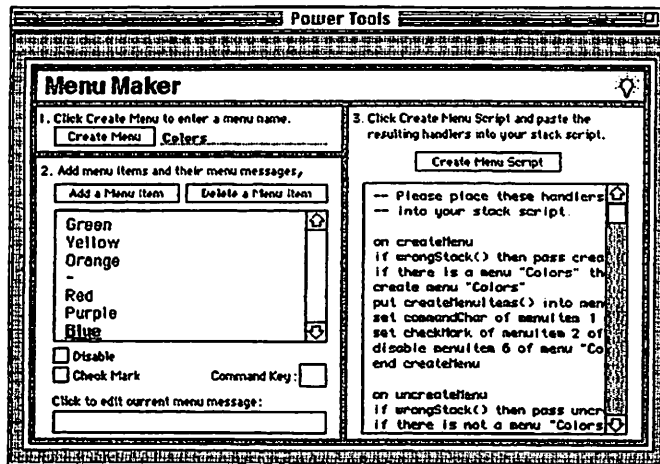 Power Tools
Menu Maker
1. Click Create Menu to enter a menu name.
Create Menu
Colors
2. Add menu items and their menu messages,
Add a Menu Item
Delete a Menu Item
Green
Yellow
Orange
-
Red
Purple
Blue
Disable
Check Mark
Command Key:
Click to edit current menu message:
3. Click Create Menu Script and paste the
resulting handlers into your stack script.
Create Menu Script
-- Please place these handlers
-- into your stack script.
on createMenu
if wrongStack() then pass crea
if there is a menu "Colors" th
create menu "Colors"
put createMenuItems() into men
set commandChar of menuItem 1
set checkMark of menuItem 2 of
disable menuItem 6 of menu "Co
end createMenu
on uncreateMenu
if wrongStack() then pass uncr
if there is not a menu "Colors